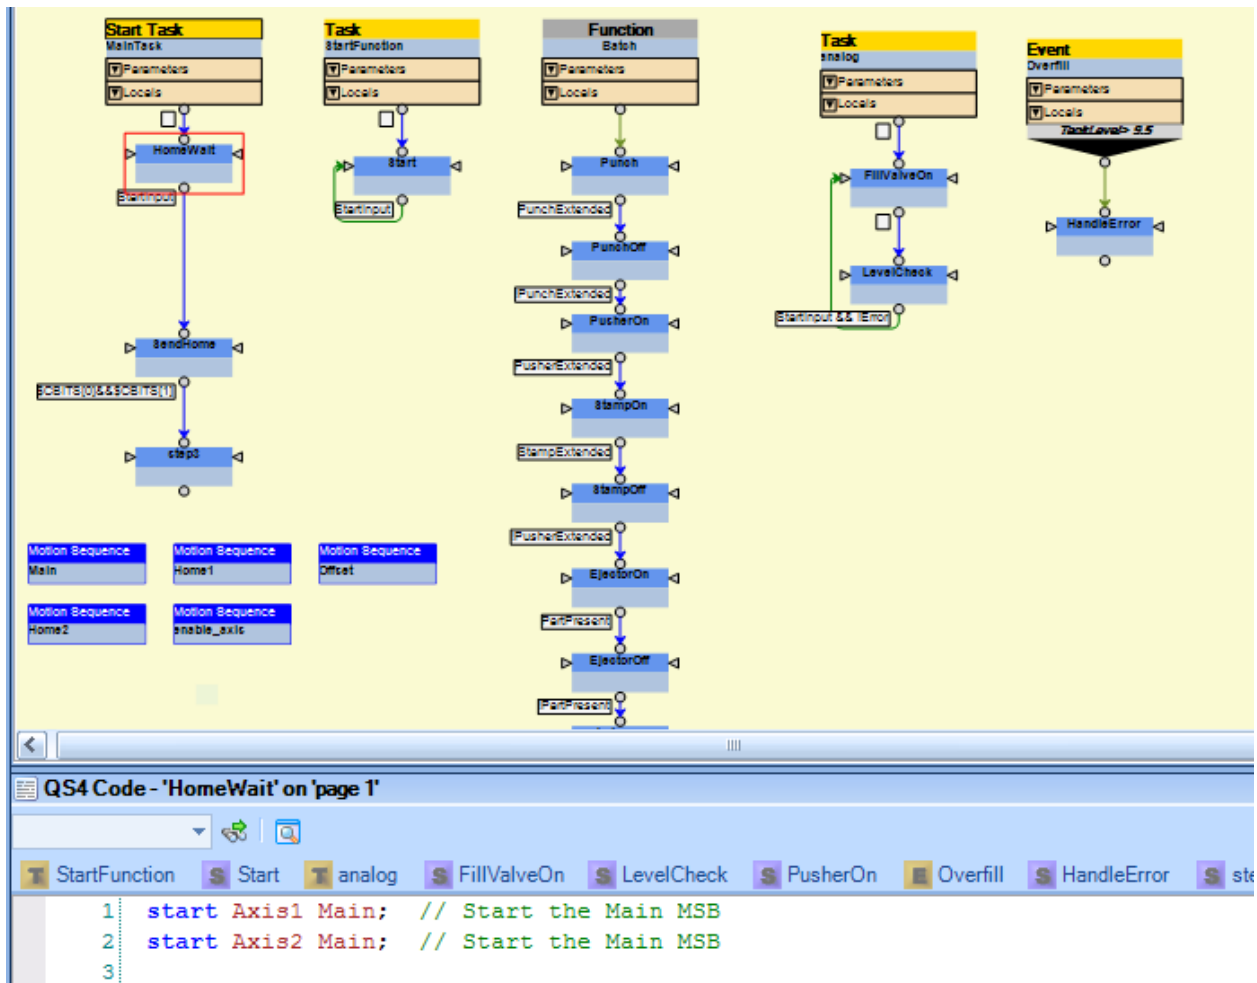 Start Task
MainTask
Parameters
Locals
HomeWait
StartInput
SendHome
$CBITS(0)&&$CBITS(1)
step3
Task
StartFunction
Parameters
Locals
Start
StartInput
Function
Batch
Parameters
Locals
Punch
PunchExtended
PunchOff
!PunchExtended
PusherOn
PusherExtended
StampOn
StampExtended
StampOff
!PusherExtended
EjectorOn
PartPresent
EjectorOff
!PartPresent
Task
analog
Parameters
Locals
FillValveOn
LevelCheck
StartInput && !Error
Event
Overfill
Parameters
Locals
TankLevel> 9.5
HandleError
Motion Sequence
Main
Motion Sequence
Home1
Motion Sequence
Offset
Motion Sequence
Home2
Motion Sequence
enable_axis
QS4 Code - 'HomeWait' on 'page 1'
T StartFunction S Start T analog S FillValveOn S LevelCheck S PusherOn E Overfill S HandleError S ste
1 start Axis1 Main; // Start the Main MSB
2 start Axis2 Main; // Start the Main MSB
3